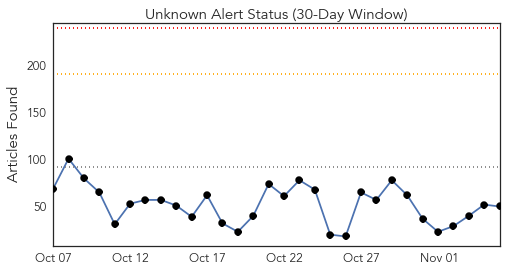 Unknown Alert Status (30-Day Window)
Articles Found
200
150
100
50
Oct 07
Oct 12
Oct 17
Oct 22
Oct 27
Nov 01